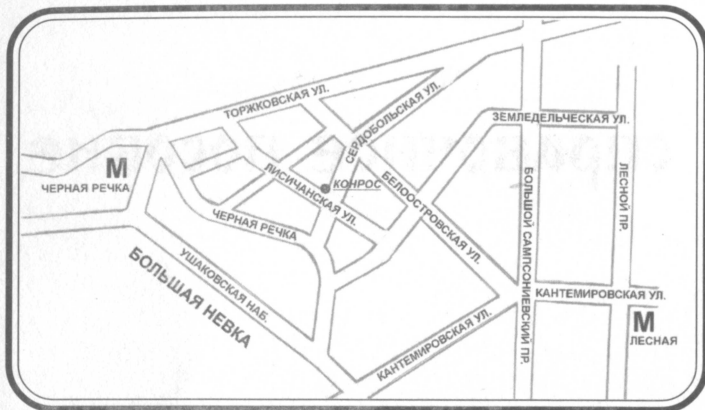 ТОРЖКОВСКАЯ УЛ.
СЕРДОБОЛЬСКАЯ УЛ.
ЗЕМЛЕДЕЛЬЧЕСКАЯ УЛ.
М
ЧЕРНАЯ РЕЧКА
ЛИСИЧАНСКАЯ УЛ.
КОНРОС
БЕЛООСТРОВСКАЯ УЛ.
БОЛЬШОЙ САМПСОНИЕВСКИЙ ПР.
ЛЕСНОЙ ПР.
ЧЕРНАЯ РЕЧКА
УШАКОВСКАЯ НАБ.
БОЛЬШАЯ НЕВКА
КАНТЕМИРОВСКАЯ УЛ.
КАНТЕМИРОВСКАЯ УЛ.
М
ЛЕСНАЯ